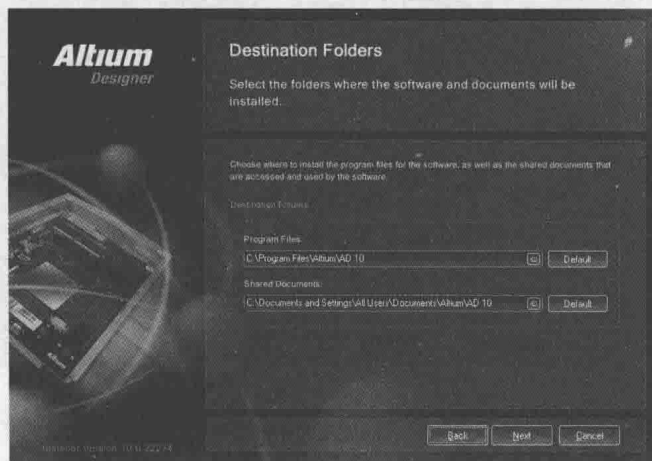 Altium
Designer
Destination Folders
Select the folders where the software and documents will be
installed.
Choose where to install the program files for the software, as well as the shared documents that
are accessed and used by the software.
Destination Folders
Program Files:
C:\Program Files\Altium\AD 10
Default
Shared Documents:
C:\Documents and Settings\All Users\Documents\Altium\AD 10
Default
Installer Version
Back
Next
Cancel